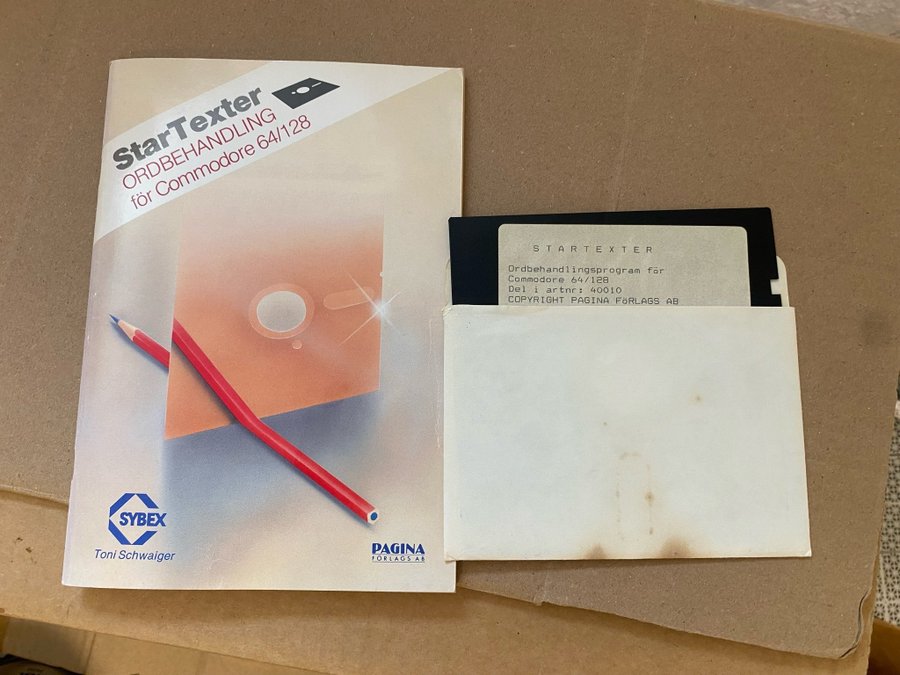 StarTexter
ORDBEHANDLING
för Commodore 64/128
SYBEX
Toni Schwaiger
PAGINA
FÖRLAGS AB
STARTEXTER
Ordbehandlingsprogram för
Commodore 64/128
Del i artnr: 40010
COPYRIGHT PAGINA FÖRLAGS AB